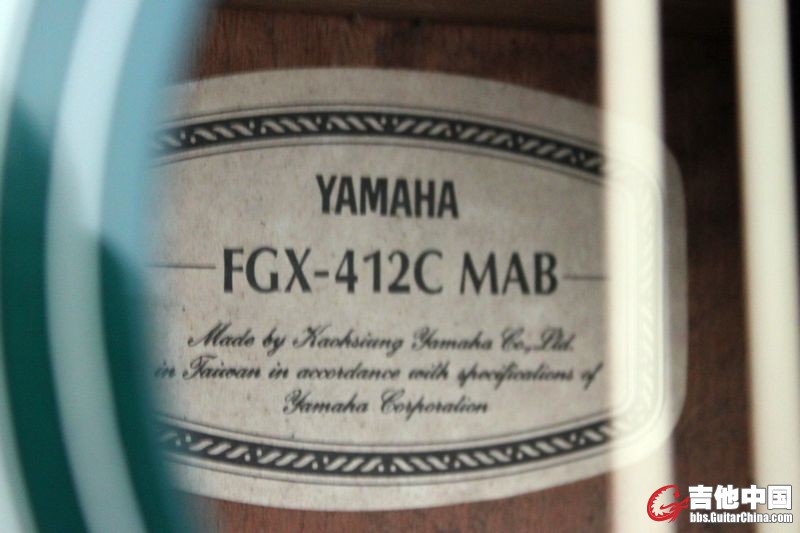 YAMAHA
FGX-412C MAB
Made by Kaohsiung Yamaha Co., Ltd.
in Taiwan in accordance with specifications of
Yamaha Corporation
吉他中国
bbs.GuitarChina.com